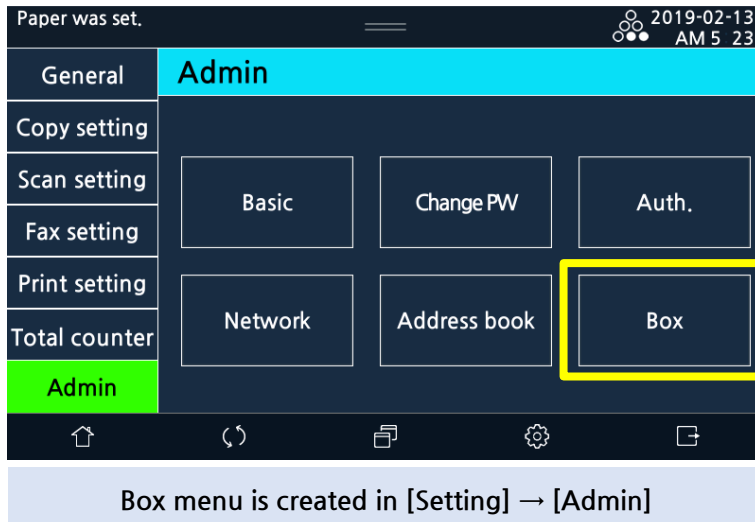 Paper was set.
2019-02-13
AM 5 23
General
Admin
Copy setting
Scan setting
Fax setting
Print setting
Total counter
Admin
Basic
Change PW
Auth.
Network
Address book
Box
Box menu is created in [Setting] → [Admin]